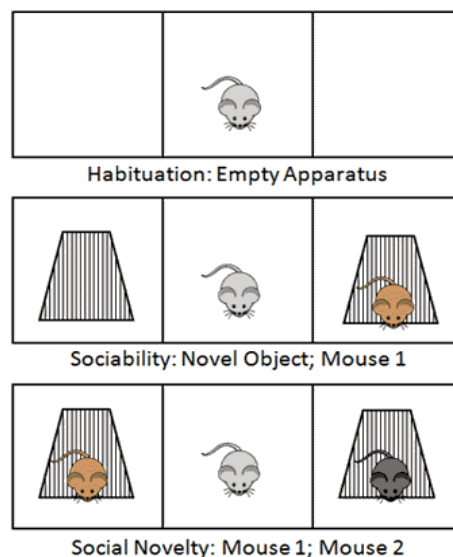 Habituation: Empty Apparatus
Sociability: Novel Object; Mouse 1
Social Novelty: Mouse 1; Mouse 2